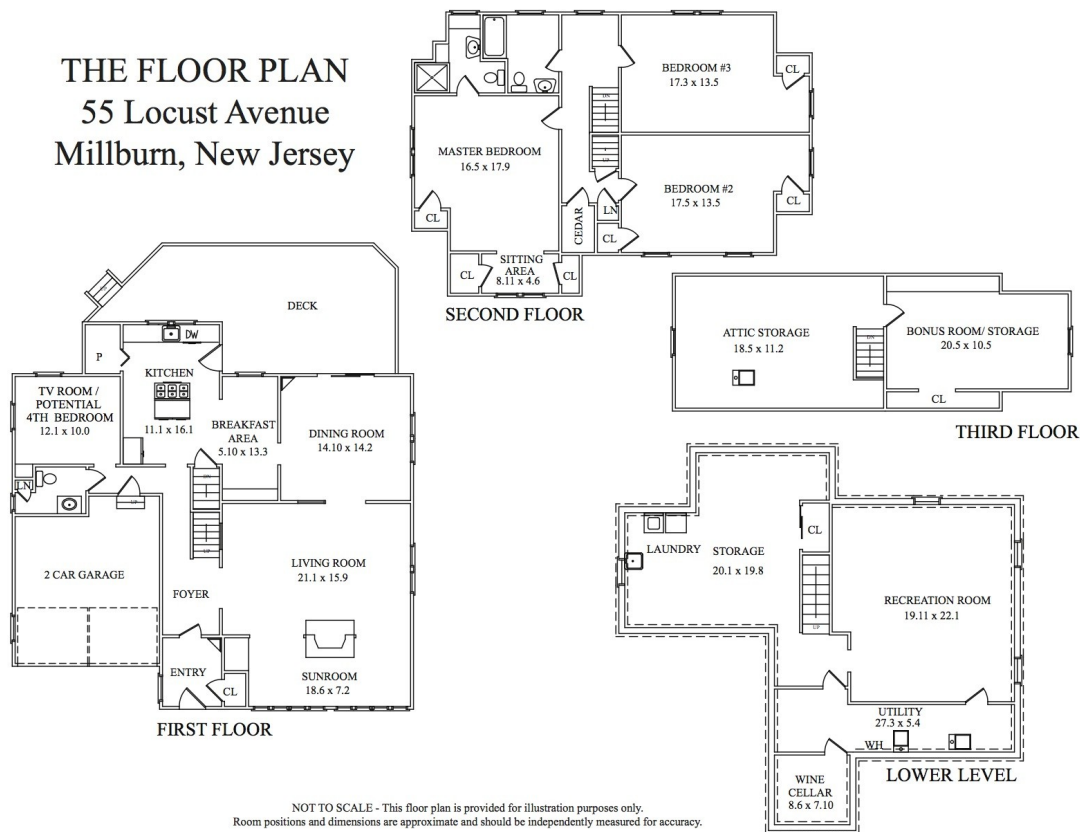 THE FLOOR PLAN
55 Locust Avenue
Millburn, New Jersey
BEDROOM #3
17.3 x 13.5
CL
DN
MASTER BEDROOM
16.5 x 17.9
UP
BEDROOM #2
17.5 x 13.5
CL
CL
CEDAR
LN
CL
CL
SITTING
AREA
8.11 x 4.6
CL
SECOND FLOOR
UP
DECK
P
DW
KITCHEN
11.1 x 16.1
TV ROOM /
POTENTIAL
4TH BEDROOM
12.1 x 10.0
BREAKFAST
AREA
5.10 x 13.3
DINING ROOM
14.10 x 14.2
LN
DN
UP
UP
2 CAR GARAGE
LIVING ROOM
21.1 x 15.9
FOYER
ENTRY
CL
SUNROOM
18.6 x 7.2
FIRST FLOOR
ATTIC STORAGE
18.5 x 11.2
DN
BONUS ROOM/ STORAGE
20.5 x 10.5
CL
THIRD FLOOR
LAUNDRY
STORAGE
20.1 x 19.8
CL
UP
RECREATION ROOM
19.11 x 22.1
UTILITY
27.3 x 5.4
WH
WINE
CELLAR
8.6 x 7.10
LOWER LEVEL
NOT TO SCALE - This floor plan is provided for illustration purposes only.
Room positions and dimensions are approximate and should be independently measured for accuracy.